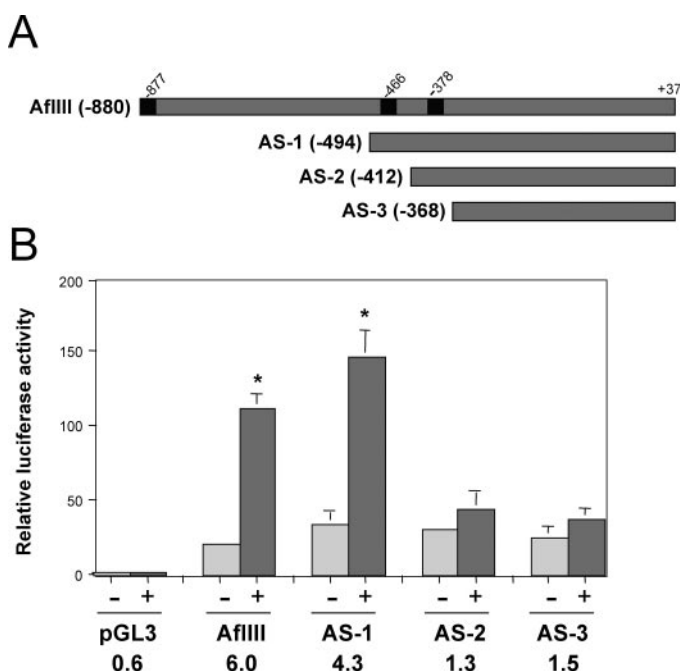 A
-877 -466 -378 +37
AflIII (-880)
AS-1 (-494)
AS-2 (-412)
AS-3 (-368)
B
Relative luciferase activity
200
150
100
50
0
* *
- + - + - + - + - +
pGL3 AflIII AS-1 AS-2 AS-3
0.6 6.0 4.3 1.3 1.5